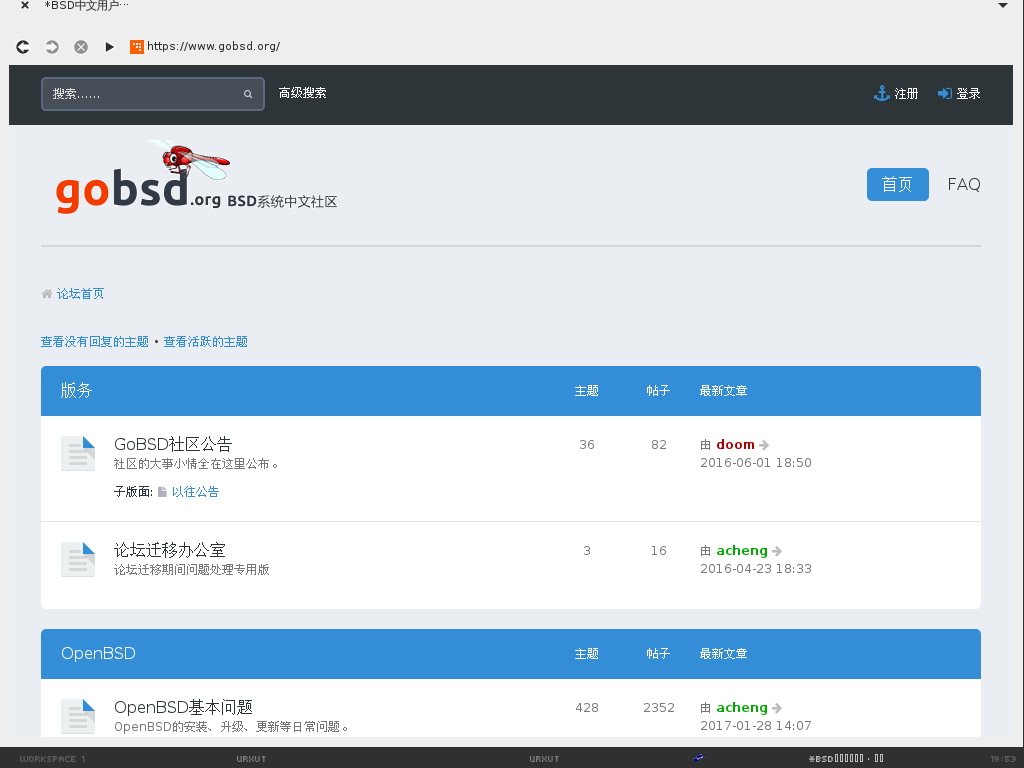 *BSD中文用户…
https://www.gobsd.org/
搜索……
高级搜索
注册
登录
gobsd.org BSD系统中文社区
首页
FAQ
论坛首页
查看没有回复的主题 • 查看活跃的主题
版务 主题 帖子 最新文章
GoBSD社区公告 36 82 由 doom
社区的大事小情全在这里公布。 2016-06-01 18:50
子版面: 以往公告
论坛迁移办公室 3 16 由 acheng
论坛迁移期间问题处理专用版 2016-04-23 18:33
OpenBSD 主题 帖子 最新文章
OpenBSD基本问题 428 2352 由 acheng
OpenBSD的安装、升级、更新等日常问题。 2017-01-28 14:07
WORKSPACE 1 URXVT URXVT *BSD 19:53